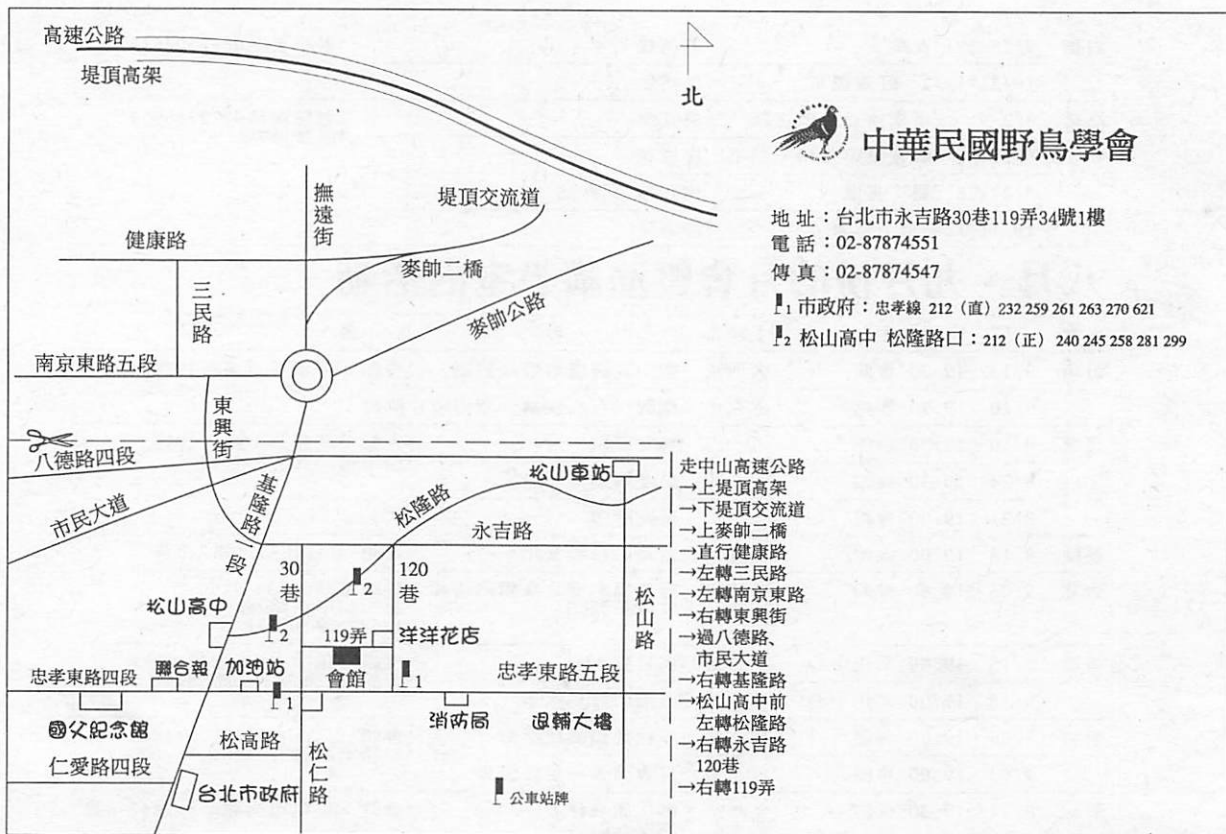 高速公路
堤頂高架
北
中華民國野鳥學會
地 址：台北市永吉路30巷119弄34號1樓
電 話：02-87874551
傳 真：02-87874547
1 市政府：忠孝線 212（直）232 259 261 263 270 621
2 松山高中 松隆路口：212（正）240 245 258 281 299
撫遠街
堤頂交流道
健康路
麥帥二橋
三民路
麥帥公路
南京東路五段
東興街
八德路四段
松山車站
基隆路一段
市民大道
松隆路
永吉路
30巷
120巷
2
松山路
松山高中
2
119弄
洋洋花店
聯合報
加油站
會館
1
忠孝東路四段
忠孝東路五段
1
國父紀念館
消防局
退輔大樓
松高路
松仁路
仁愛路四段
台北市政府
公車站牌
走中山高速公路
→上堤頂高架
→下堤頂交流道
→上麥帥二橋
→直行健康路
→左轉三民路
→左轉南京東路
→右轉東興街
→過八德路、
市民大道
→右轉基隆路
→松山高中前
左轉松隆路
→右轉永吉路
120巷
→右轉119弄